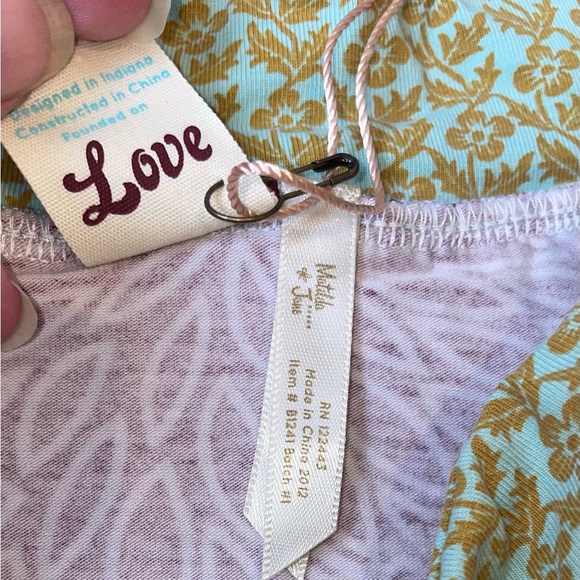 Designed in Indiana
Constructed in China
Founded on
Love
Matilda
Jane
RN 122443
Made in China 2012
Item # B1241 Batch #1